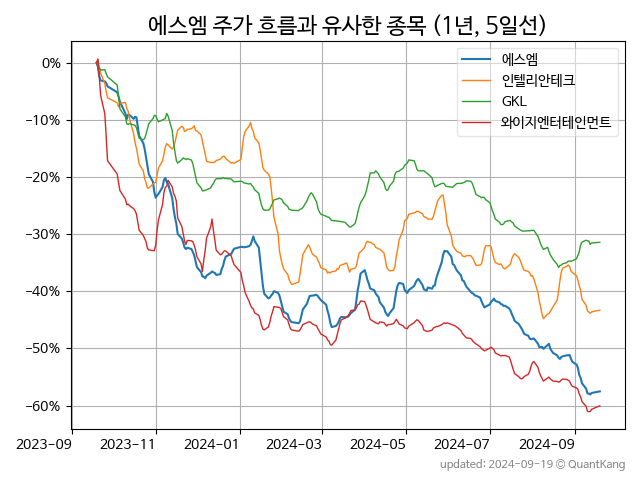 에스엠 주가 흐름과 유사한 종목 (1년, 5일선)
에스엠
인텔리안테크
GKL
와이지엔터테인먼트
0%
−10%
−20%
−30%
−40%
−50%
−60%
2023-09
2023-11
2024-01
2024-03
2024-05
2024-07
2024-09
updated: 2024-09-19 © QuantKang